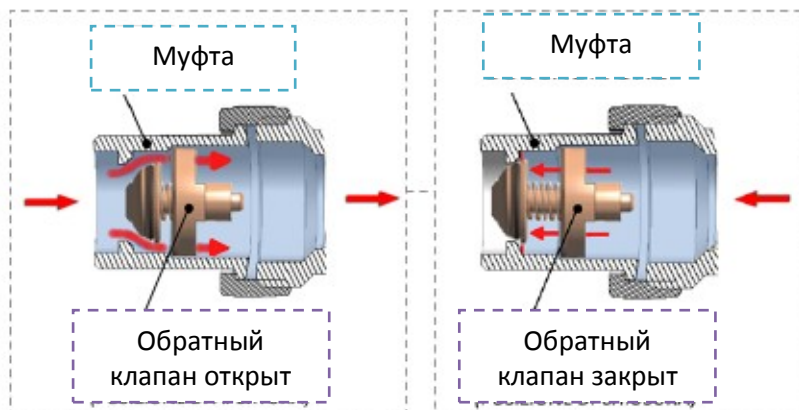 Муфта
Муфта
Обратный
клапан открыт
Обратный
клапан закрыт